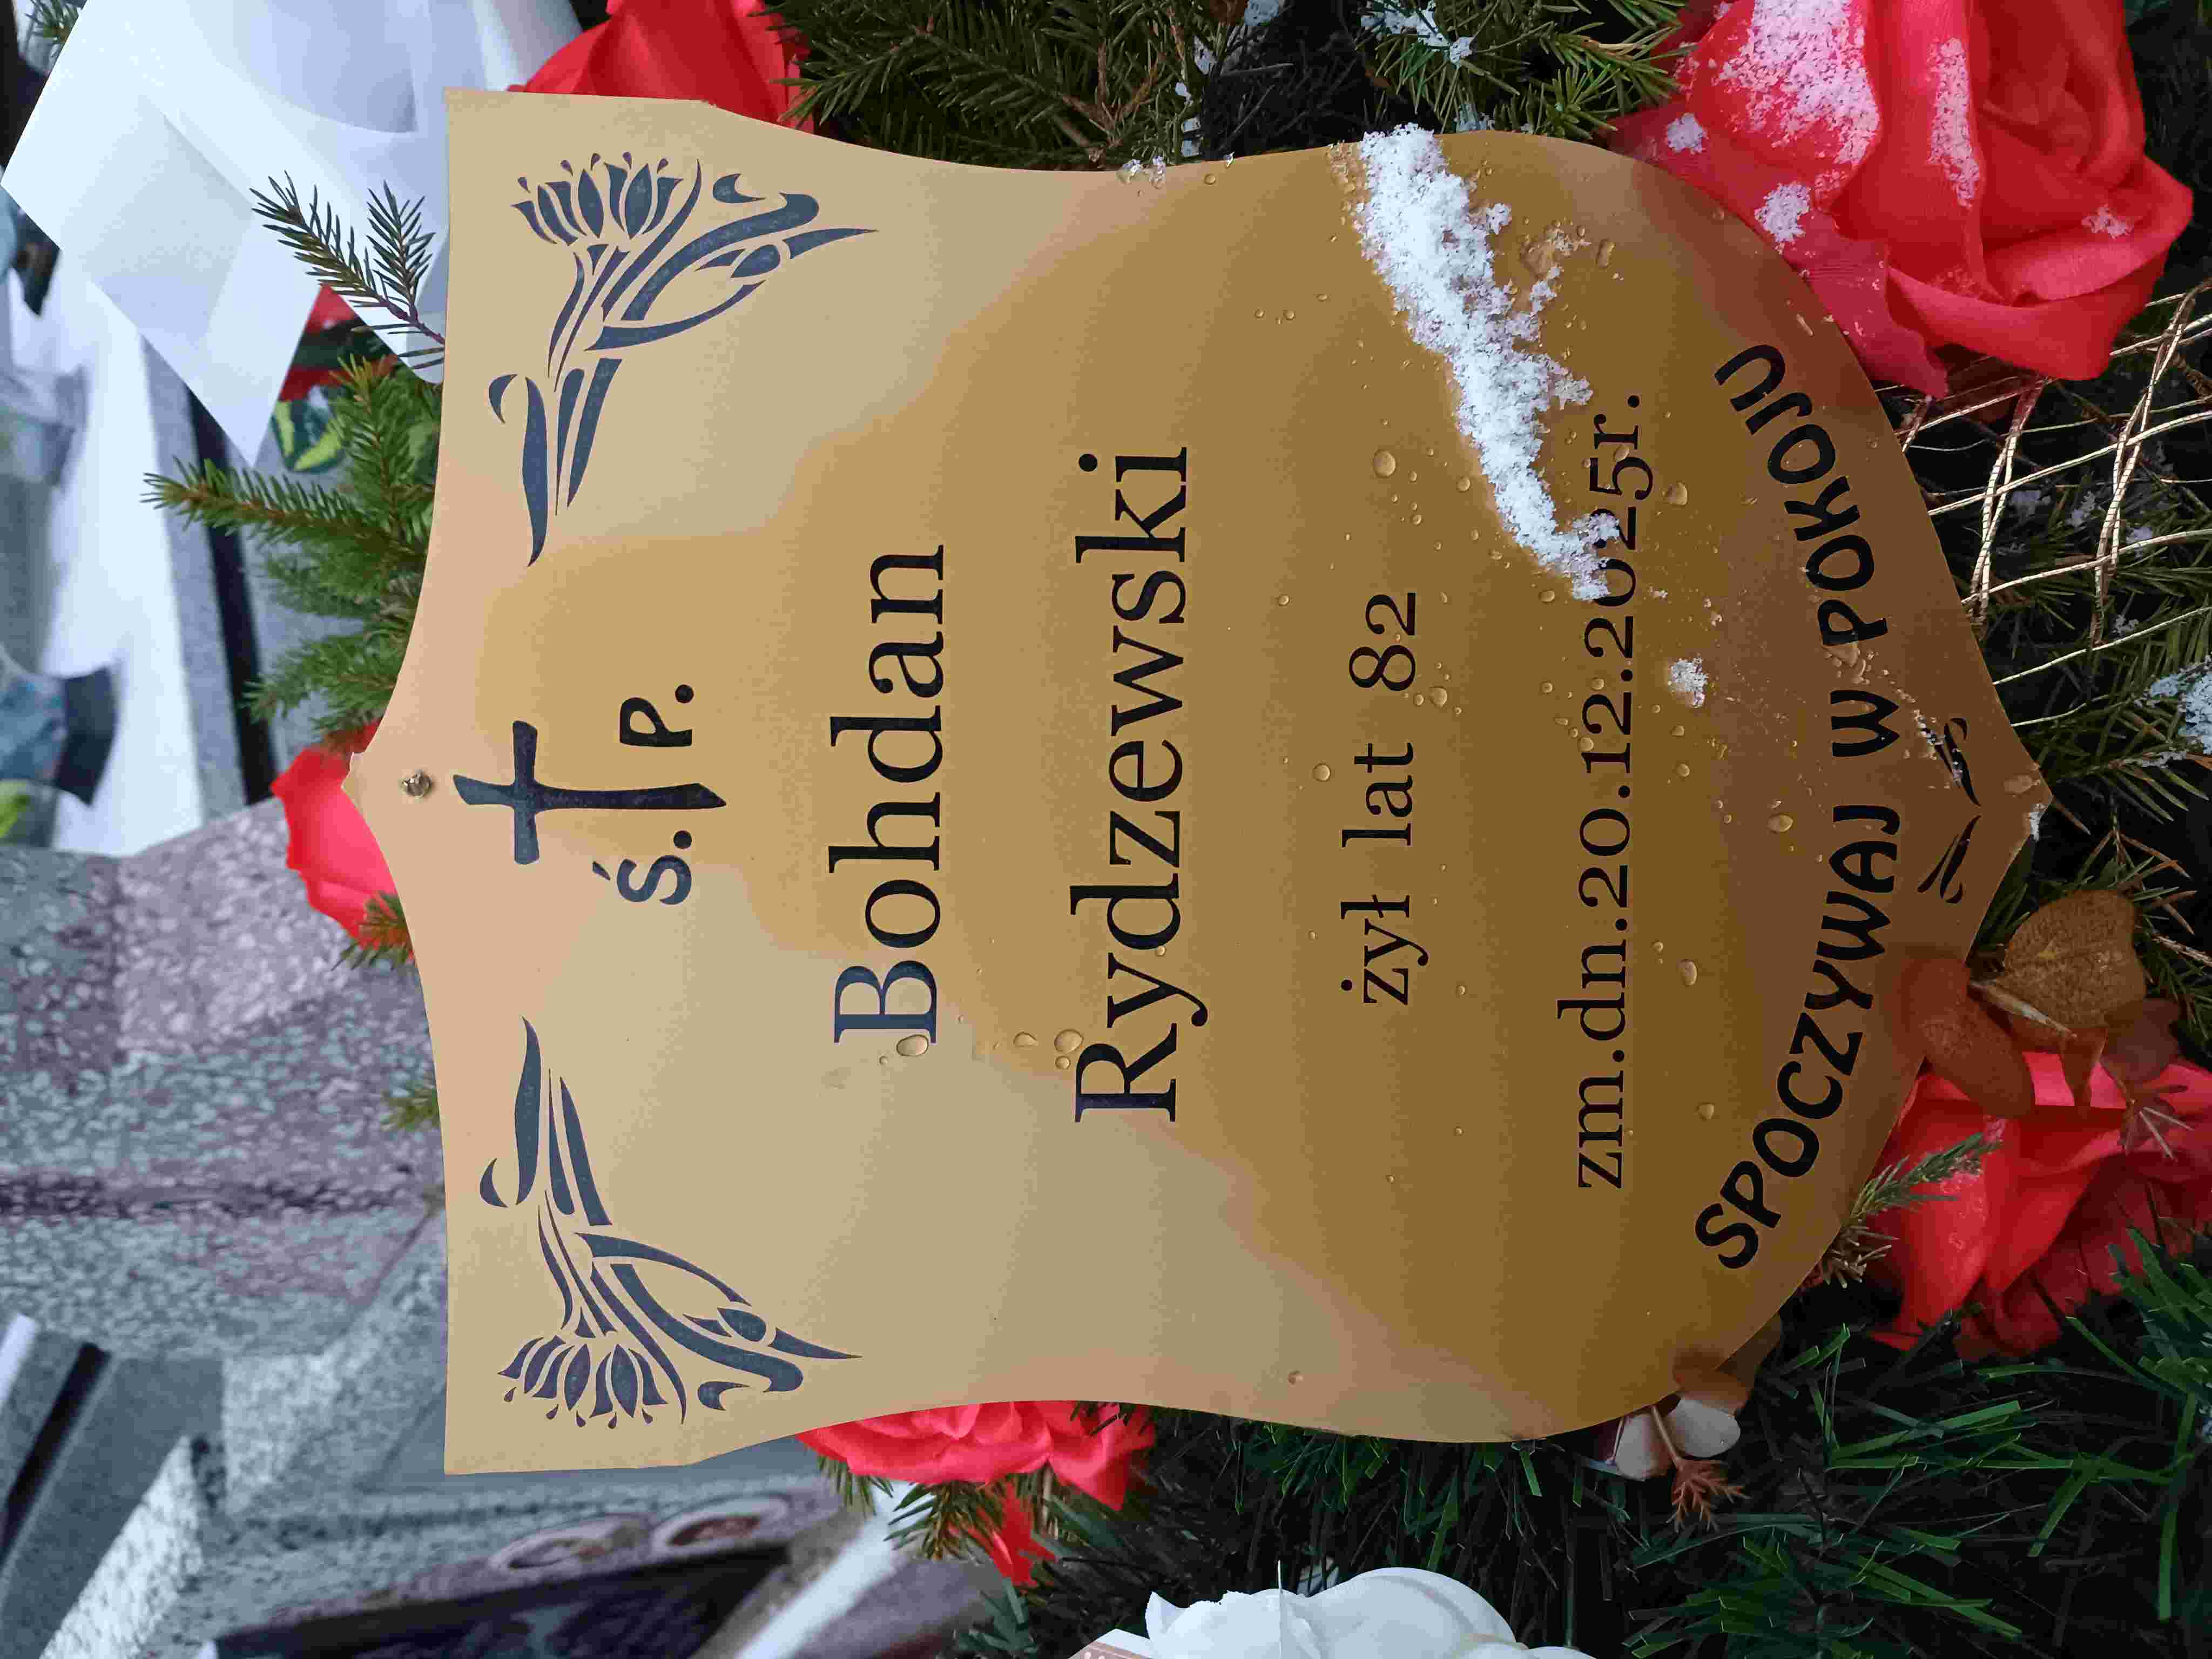 Ś. P.
Bohdan
Rydzewski
żył lat 82
zm.dn.20.12.2025r.
SPOCZYWAJ W POKOJU